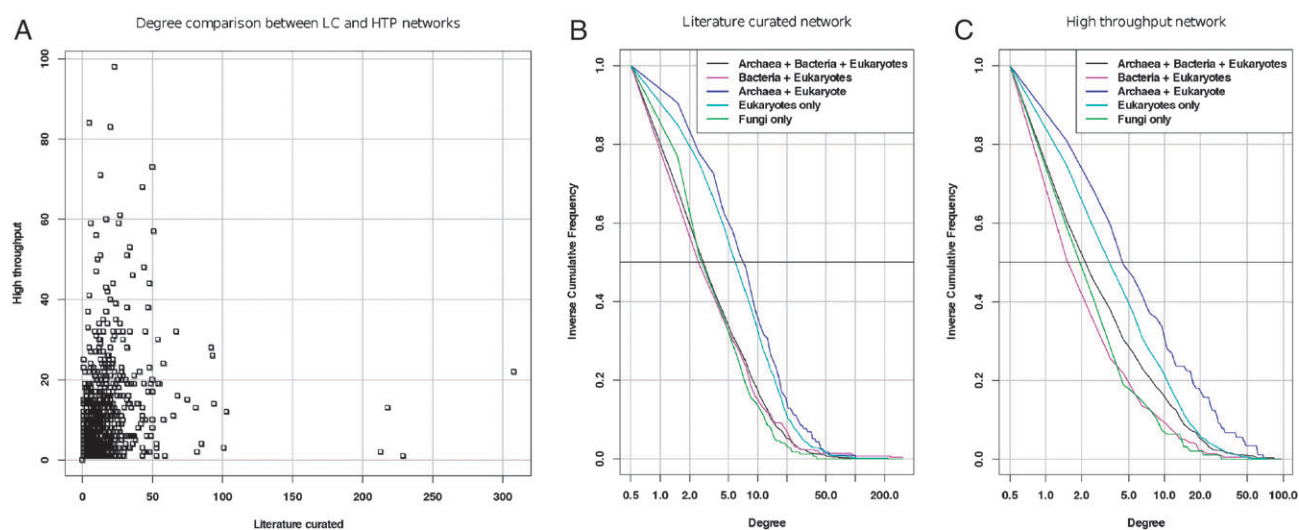 A
Degree comparison between LC and HTP networks
100
80
60
40
20
0
High throughput
0 50 100 150 200 250 300
Literature curated
B
Literature curated network
Archaea + Bacteria + Eukaryotes
Bacteria + Eukaryotes
Archaea + Eukaryote
Eukaryotes only
Fungi only
1.0
0.8
0.6
0.4
0.2
0.0
Inverse Cumulative Frequency
0.5 1.0 2.0 5.0 10.0 50.0 200.0
Degree
C
High throughput network
Archaea + Bacteria + Eukaryotes
Bacteria + Eukaryotes
Archaea + Eukaryote
Eukaryotes only
Fungi only
1.0
0.8
0.6
0.4
0.2
0.0
Inverse Cumulative Frequency
0.5 1.0 2.0 5.0 10.0 20.0 50.0 100.0
Degree